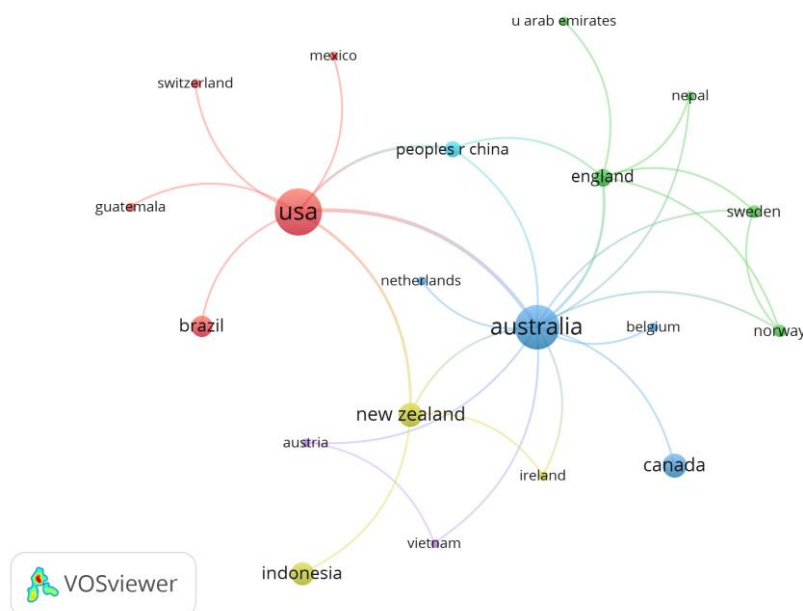 u arab emirates
mexico
switzerland
nepal
peoples r china
england
guatemala
usa
sweden
netherlands
brazil
australia
belgium
norway
new zealand
austria
canada
ireland
vietnam
indonesia
VOSviewer